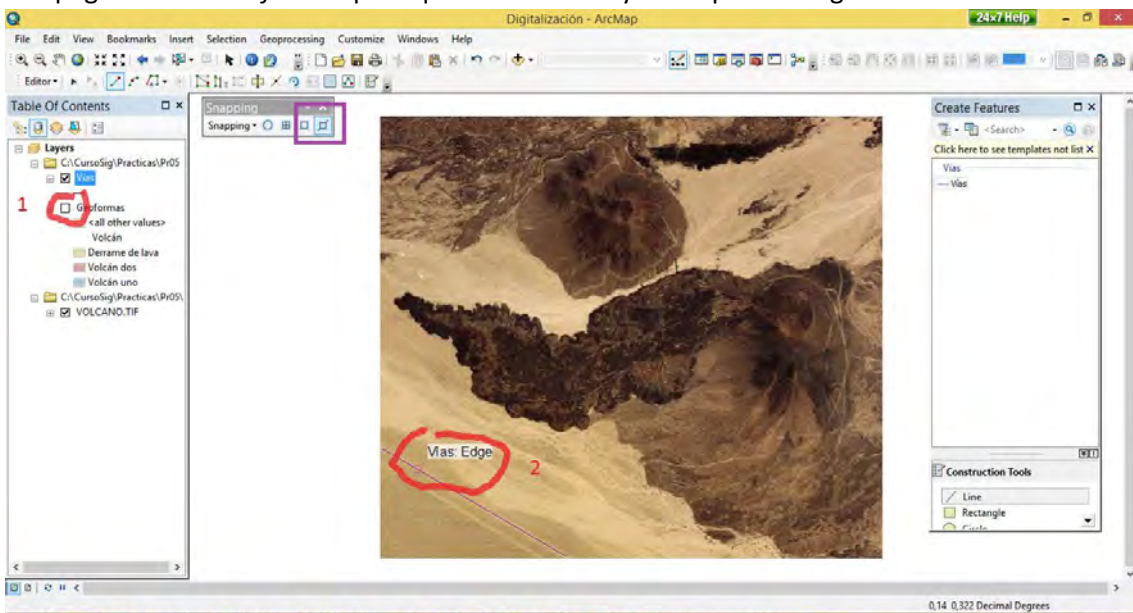 Digitalización - ArcMap
24x7 Help
File Edit View Bookmarks Insert Selection Geoprocessing Customize Windows Help
Editor
Table Of Contents
Layers
C:\CursoSig\Practicas\Pr05
Vias
1
Geoformas
<all other values>
Volcán
Derrame de lava
Volcán dos
Volcán uno
C:\CursoSig\Practicas\Pr05\
VOLCANO.TIF
Snapping
Snapping
Vias: Edge
2
Create Features
<Search>
Click here to see templates not list
Vias
Vias
Construction Tools
Line
Rectangle
Circle
0,14 0,322 Decimal Degrees